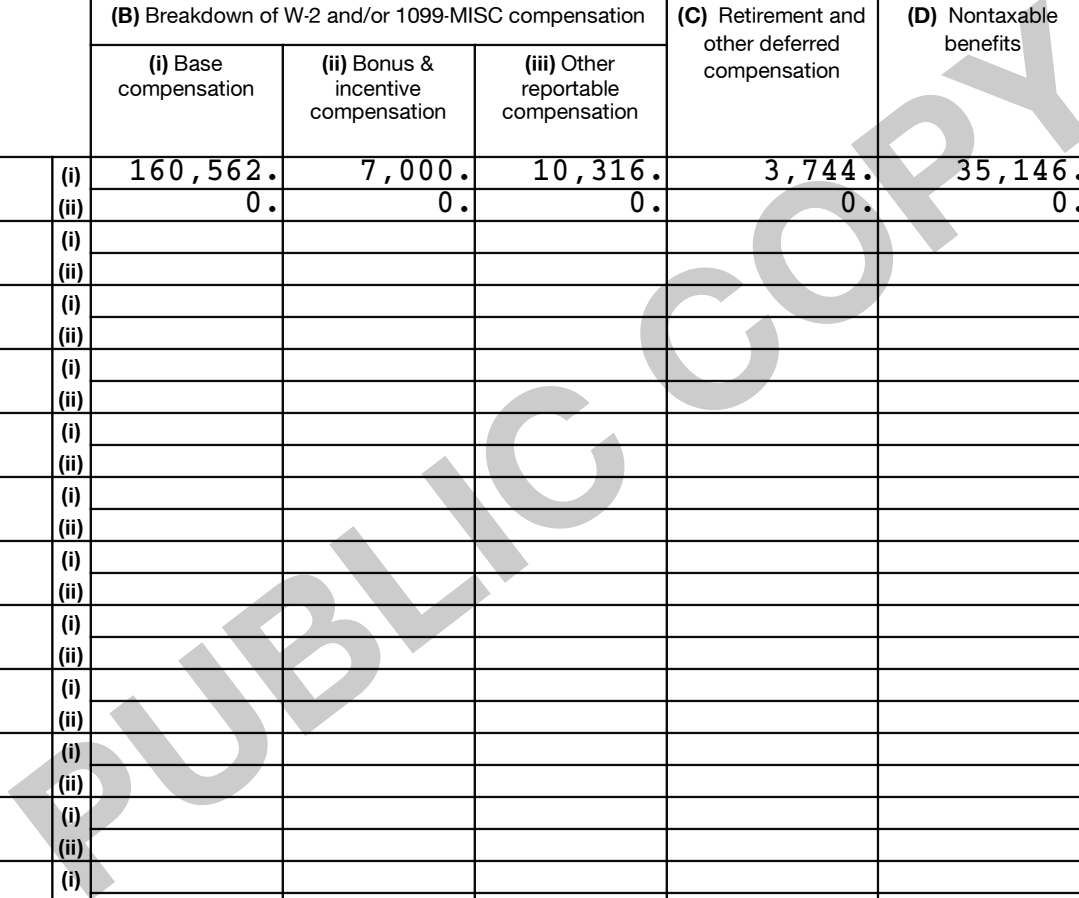 (B) Breakdown of W-2 and/or 1099-MISC compensation
(C) Retirement and other deferred compensation
(D) Nontaxable benefits
(i) Base compensation
(ii) Bonus & incentive compensation
(iii) Other reportable compensation
(i) 160,562. 7,000. 10,316. 3,744. 35,146.
(ii) 0. 0. 0. 0. 0.
(i)
(ii)
(i)
(ii)
(i)
(ii)
(i)
(ii)
(i)
(ii)
(i)
(ii)
(i)
(ii)
(i)
(ii)
(i)
(ii)
(i)
(ii)
(i)
PUBLIC COPY